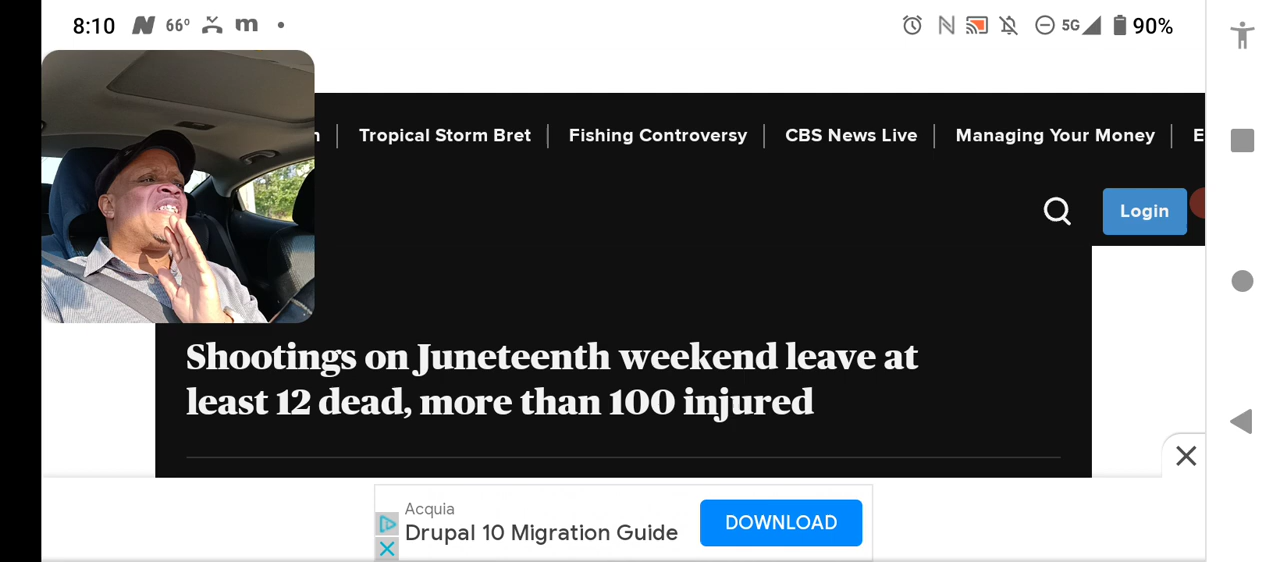 8:10 66° m 5G 90%
Tropical Storm Bret Fishing Controversy CBS News Live Managing Your Money
Login
Shootings on Juneteenth weekend leave at
least 12 dead, more than 100 injured
Acquia
Drupal 10 Migration Guide
DOWNLOAD